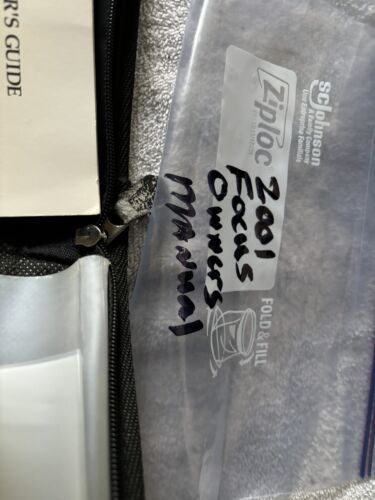 R'S GUIDE
SC Johnson
A Family Company
Ziploc
2001
Focus
Owners
Manual
FOLD & FILL